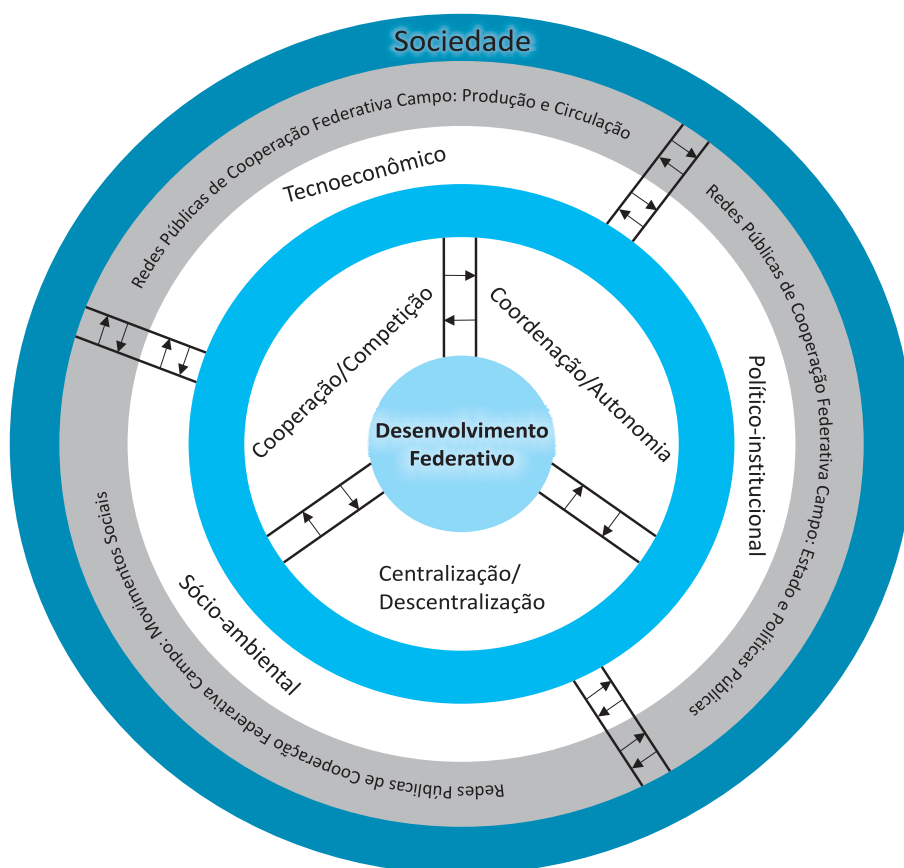 Sociedade
Redes Públicas de Cooperação Federativa Campo: Produção e Circulação
Tecnoeconômico
Redes Públicas de Cooperação Federativa Campo: Estado e Políticas Públicas
Político-institucional
Redes Públicas de Cooperação Federativa Campo: Movimentos Sociais
Sócio-ambiental
Cooperação/Competição
Coordenação/Autonomia
Desenvolvimento
Federativo
Centralização/
Descentralização